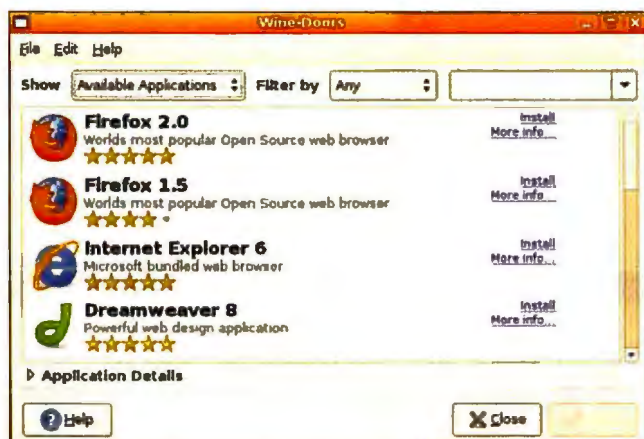 Wine-Doors
File Edit Help
Show Available Applications Filter by Any
Firefox 2.0 Install
Worlds most popular Open Source web browser More info...
Firefox 1.5 Install
Worlds most popular Open Source web browser More info...
Internet Explorer 6 Install
Microsoft bundled web browser More info...
Dreamweaver 8 Install
Powerful web design application More info...
Application Details
Help Close